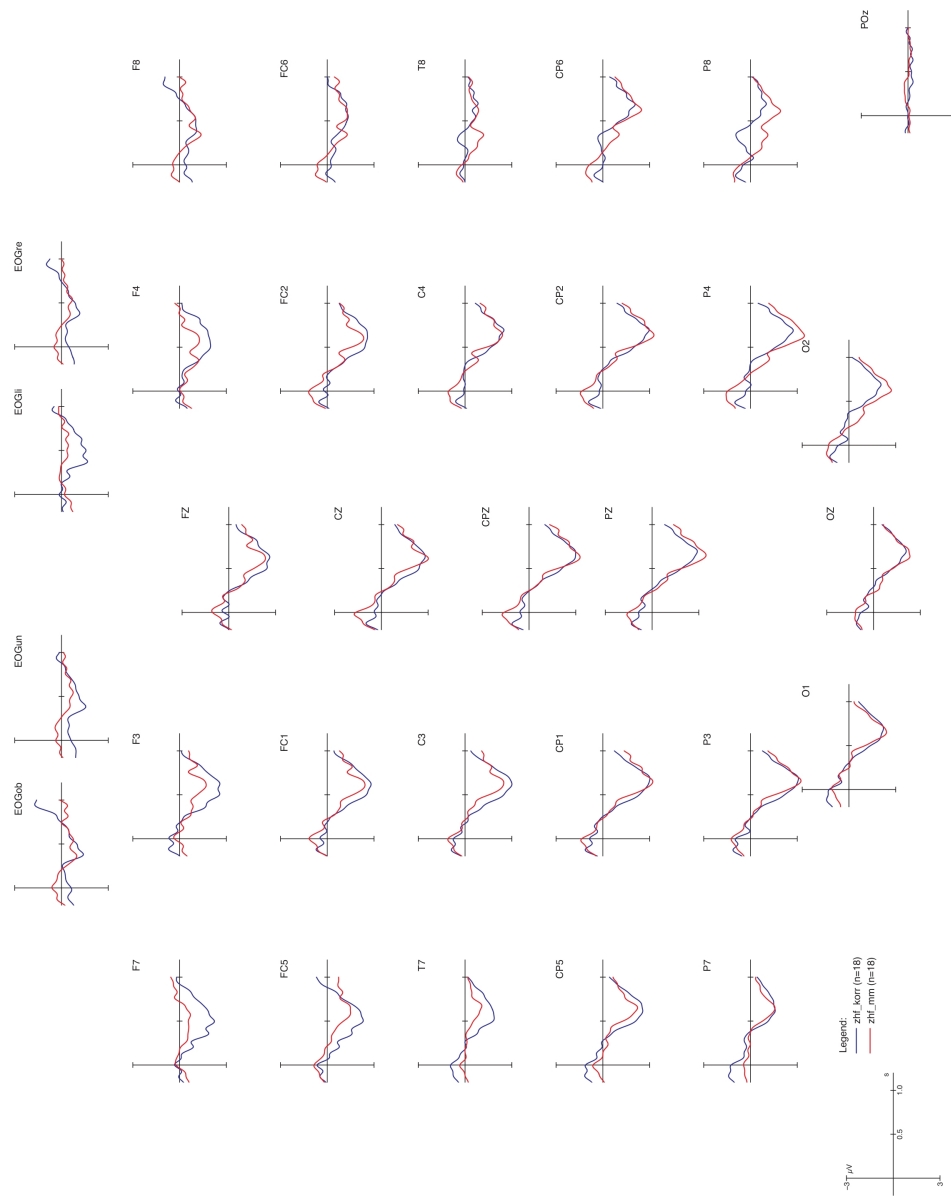 EOGob
EOGun
EOGli
EOGre
F7
F3
FZ
F4
F8
FC5
FC1
FC2
FC6
T7
C3
CZ
C4
T8
CP5
CP1
CPZ
CP2
CP6
P7
P3
PZ
P4
P8
O1
OZ
O2
POz
Legend:
zhf_korr (n=18)
zhf_mm (n=18)
−3
µV
3
0.5
1.0
s